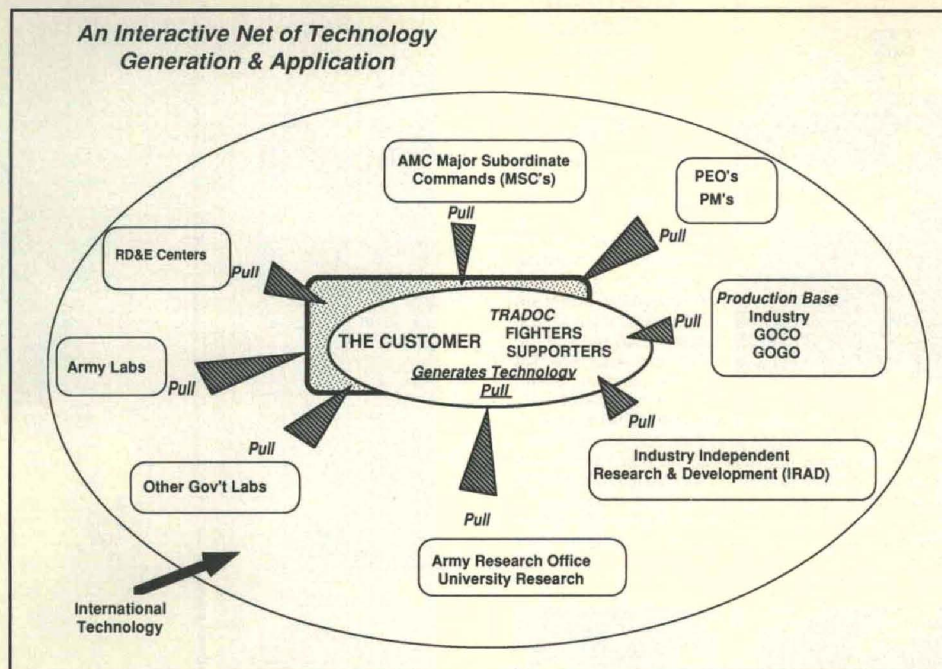 An Interactive Net of Technology
Generation & Application
AMC Major Subordinate
Commands (MSC's)
Pull
PEO's
PM's
Pull
RD&E Centers
Pull
Production Base
Industry
GOCO
GOGO
Pull
THE CUSTOMER
TRADOC
FIGHTERS
SUPPORTERS
Generates Technology
Pull
Army Labs
Pull
Pull
Other Gov't Labs
Pull
Industry Independent
Research & Development (IRAD)
Pull
Army Research Office
University Research
International
Technology